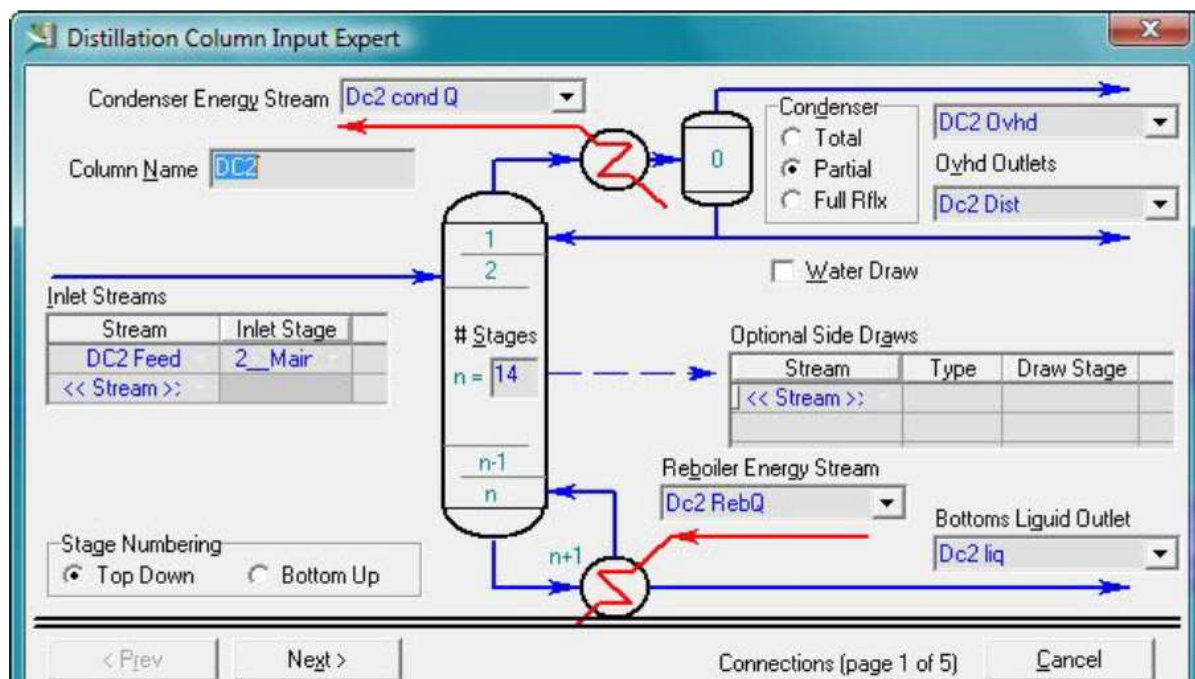 Distillation Column Input Expert
Condenser Energy Stream Dc2 cond Q
Column Name DC2
0
Condenser
Total
Partial
Full Rflx
DC2 Ovhd
Ovhd Outlets
Dc2 Dist
Water Draw
1
2
Inlet Streams
Stream Inlet Stage
DC2 Feed 2__Mair
<< Stream >:
# Stages
n = 14
n-1
n
n+1
Optional Side Draws
Stream Type Draw Stage
<< Stream >:
Reboiler Energy Stream
Dc2 RebQ
Bottoms Liquid Outlet
Dc2 liq
Stage Numbering
Top Down Bottom Up
< Prev Next > Connections (page 1 of 5) Cancel